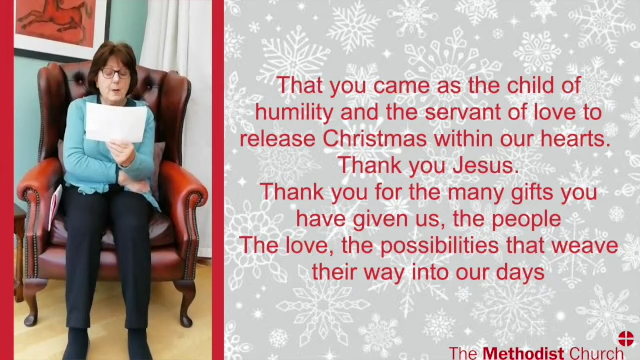 That you came as the child of
humility and the servant of love to
release Christmas within our hearts.
Thank you Jesus.
Thank you for the many gifts you
have given us, the people
The love, the possibilities that weave
their way into our days
The Methodist Church